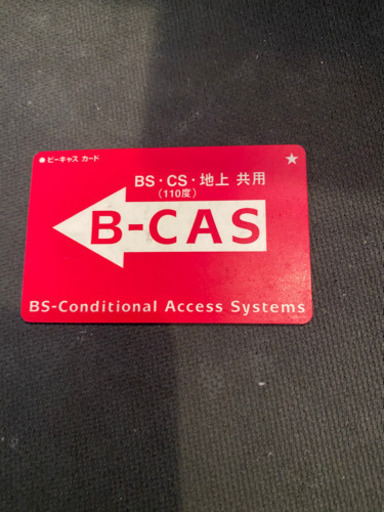 ● ビーキャス カード ★
BS・CS・地上 共用
(110度)
B-CAS
BS-Conditional Access Systems